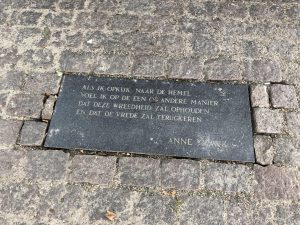 ALS IK OPKIJK NAAR DE HEMEL
VOEL IK OP DE EEN OF ANDERE MANIER
DAT DEZE WREEDHEID ZAL OPHOUDEN
EN DAT DE VREDE ZAL TERUGKEREN
ANNE